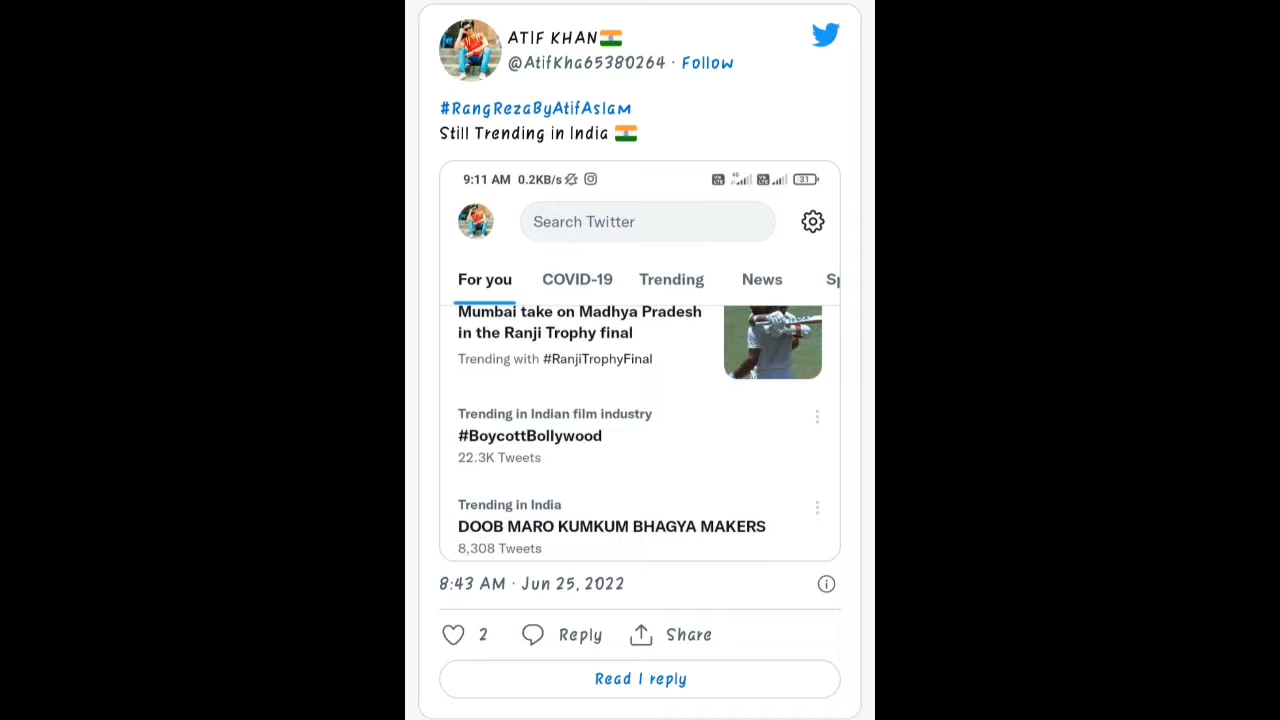 ATIF KHAN🇮🇳
@AtifKha65380264 · Follow
#RangRezaByAtifAslam
Still Trending in India 🇮🇳
9:11 AM 0.2KB/s
4G
31
Search Twitter
For you COVID-19 Trending News Sp
Mumbai take on Madhya Pradesh
in the Ranji Trophy final
Trending with #RanjiTrophyFinal
Trending in Indian film industry
#BoycottBollywood
22.3K Tweets
Trending in India
DOOB MARO KUMKUM BHAGYA MAKERS
8,308 Tweets
8:43 AM · Jun 25, 2022
2 Reply Share
Read 1 reply